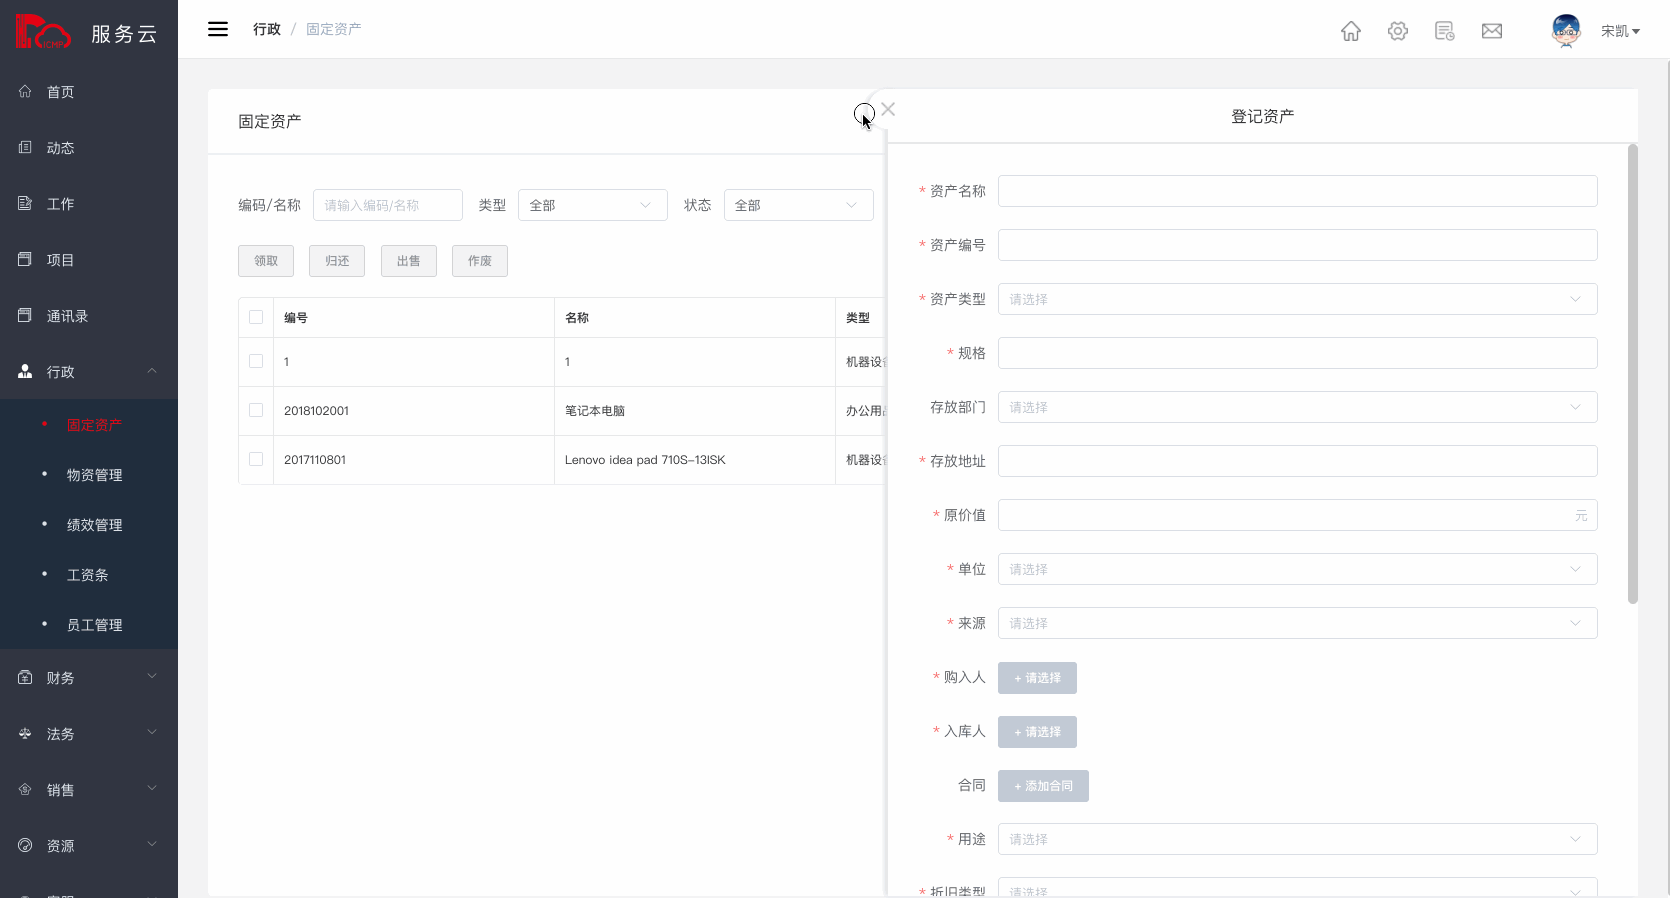 ICMP 服务云
行政 / 固定资产
宋凯
首页
动态
工作
项目
通讯录
行政
固定资产
物资管理
绩效管理
工资条
员工管理
财务
法务
销售
资源
固定资产
编码/名称 请输入编码/名称 类型 全部 状态 全部
领取 归还 出售 作废
编号 名称 类型
1 1 机器设
2018102001 笔记本电脑 办公用
2017110801 Lenovo idea pad 710S-13ISK 机器设
登记资产
* 资产名称
* 资产编号
* 资产类型 请选择
* 规格
存放部门 请选择
* 存放地址
* 原价值 元
* 单位 请选择
* 来源 请选择
* 购入人 + 请选择
* 入库人 + 请选择
合同 + 添加合同
* 用途 请选择
* 折旧类型 请选择